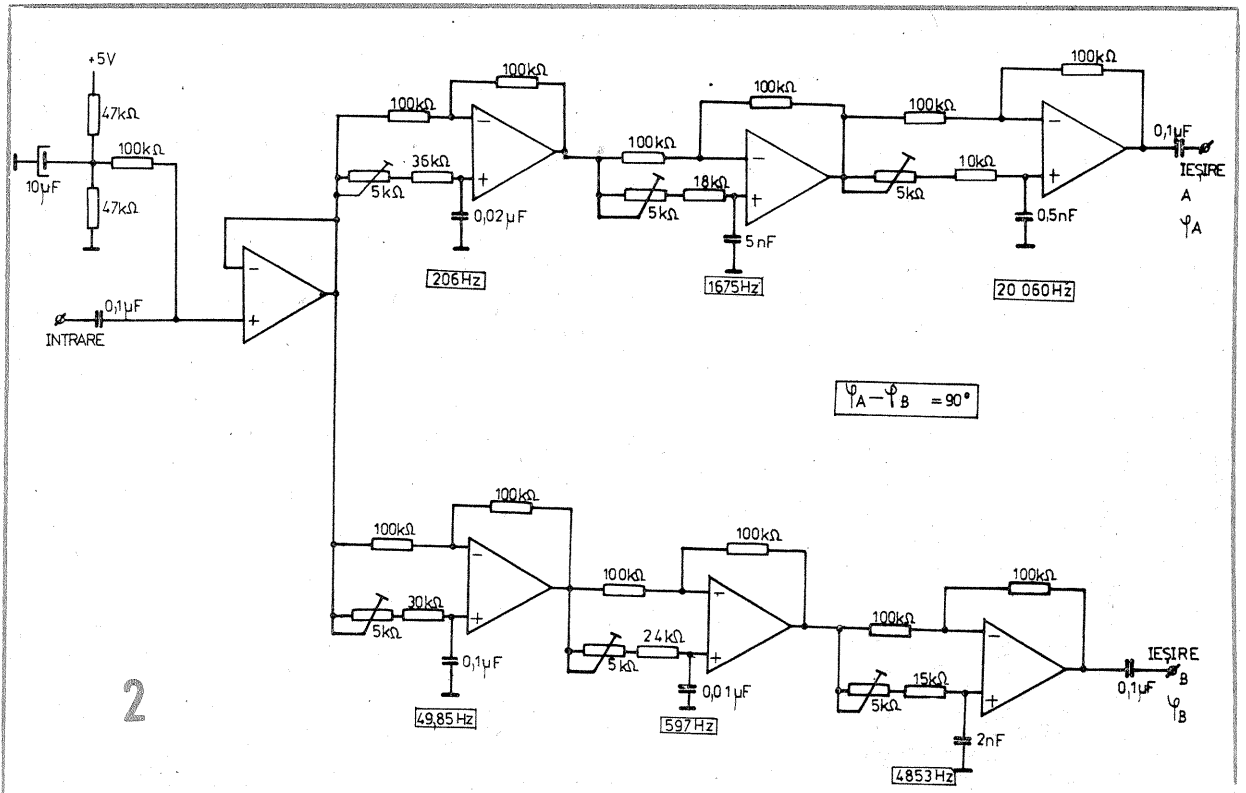 +5V
47kΩ
100kΩ
10µF
47kΩ
0,1µF
INTRARE
−
+
100kΩ
100kΩ
−
36kΩ
5kΩ
+
0,02µF
206Hz
100kΩ
100kΩ
−
18kΩ
5kΩ
+
5nF
1675Hz
100kΩ
100kΩ
−
10kΩ
5kΩ
+
0,5nF
20 060Hz
0,1µF
IEȘIRE
A
φA
φA − φB = 90°
100kΩ
100kΩ
−
30kΩ
5kΩ
+
0,1µF
49,85Hz
100kΩ
100kΩ
−
24kΩ
5kΩ
+
0,01µF
597Hz
100kΩ
100kΩ
−
15kΩ
5kΩ
+
2nF
4853Hz
0,1µF
IEȘIRE
B
φB
2